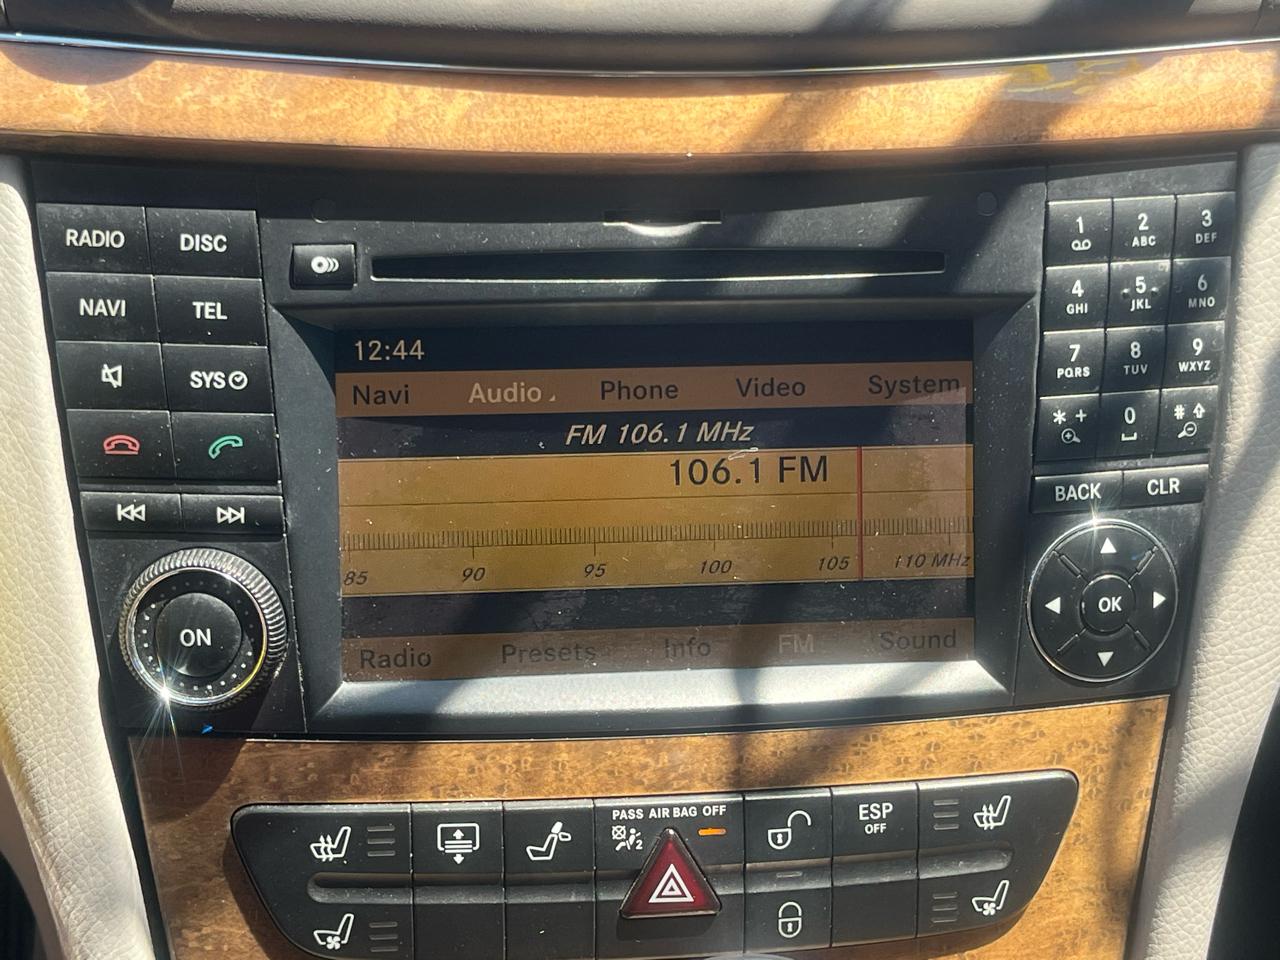 RADIO DISC
NAVI TEL
SYS
ON
12:44
Navi Audio Phone Video System
FM 106.1 MHz
106.1 FM
85 90 95 100 105 110 MHz
Radio Presets Info FM Sound
1 2 ABC 3 DEF
4 GHI 5 JKL 6 MNO
7 PQRS 8 TUV 9 WXYZ
* + 0 #
BACK CLR
OK
PASS AIR BAG OFF
2
ESP
OFF